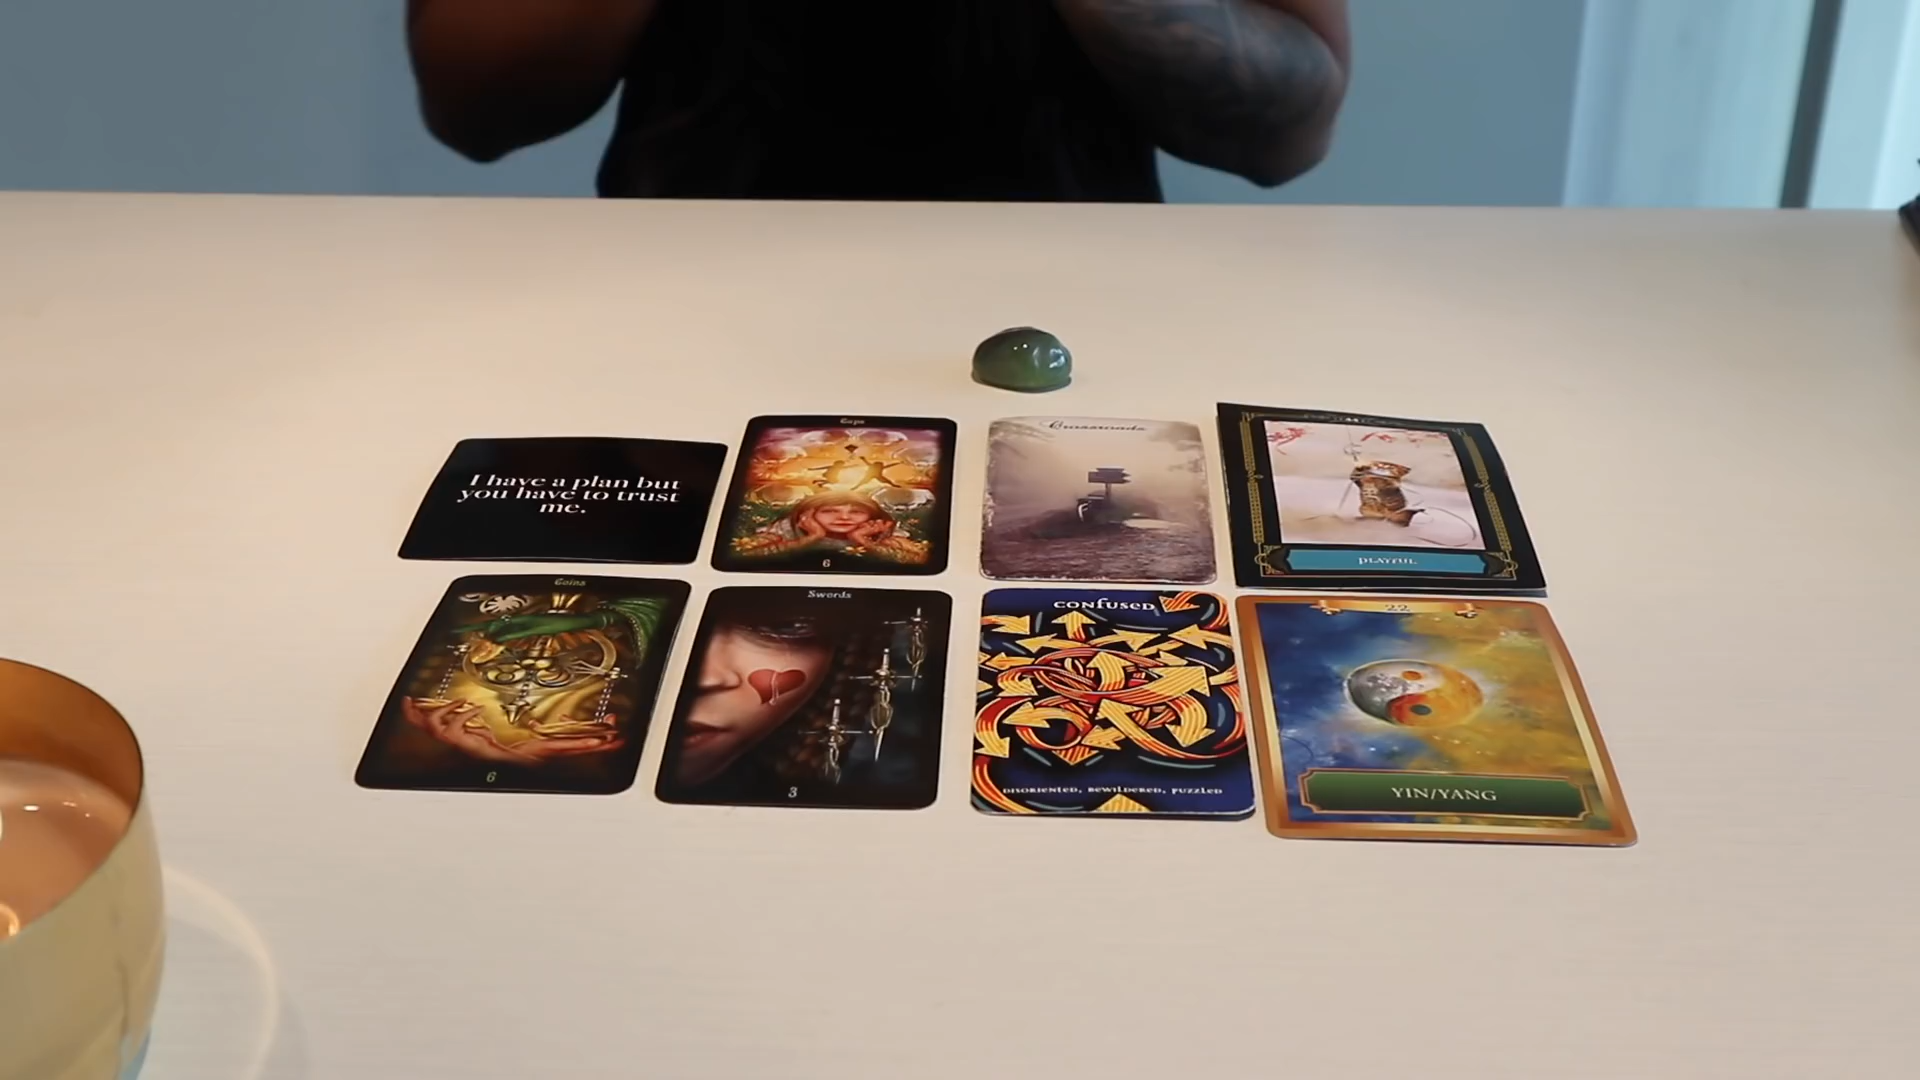 I have a plan but
you have to trust
me.
Cups
6
Crossroads
PLAYFUL
Coins
6
Swords
3
CONFUSED
DISORIENTED, BEWILDERED, PUZZLED
22
YIN/YANG